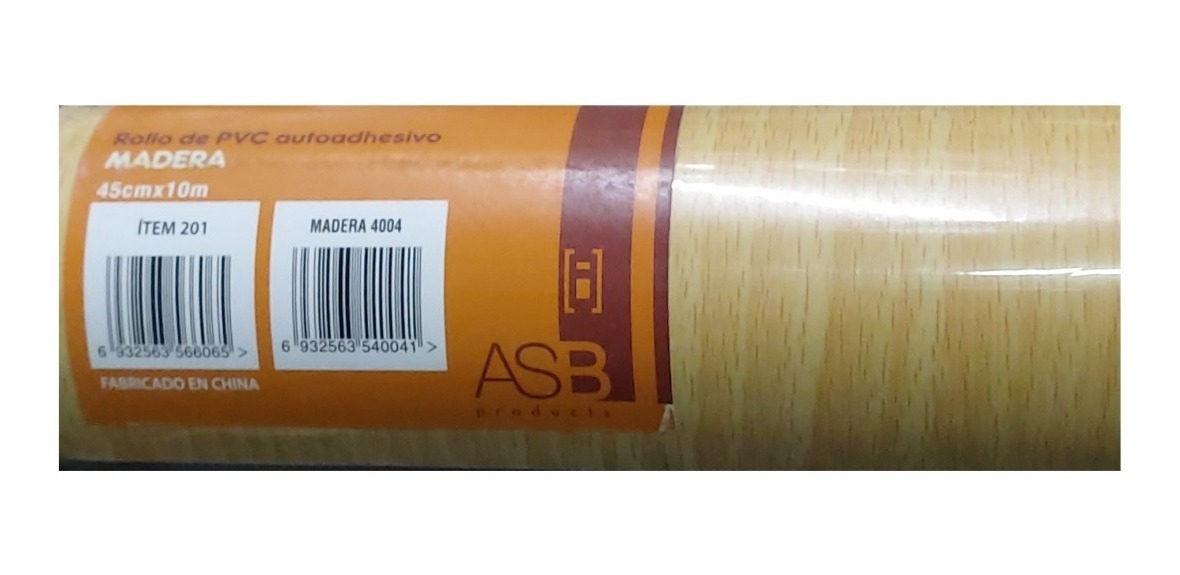 Rollo de PVC autoadhesivo
MADERA
45cmx10m
ÍTEM 201
6 932563 566065 >
MADERA 4004
6 932563 540041 >
FABRICADO EN CHINA
ASB
products